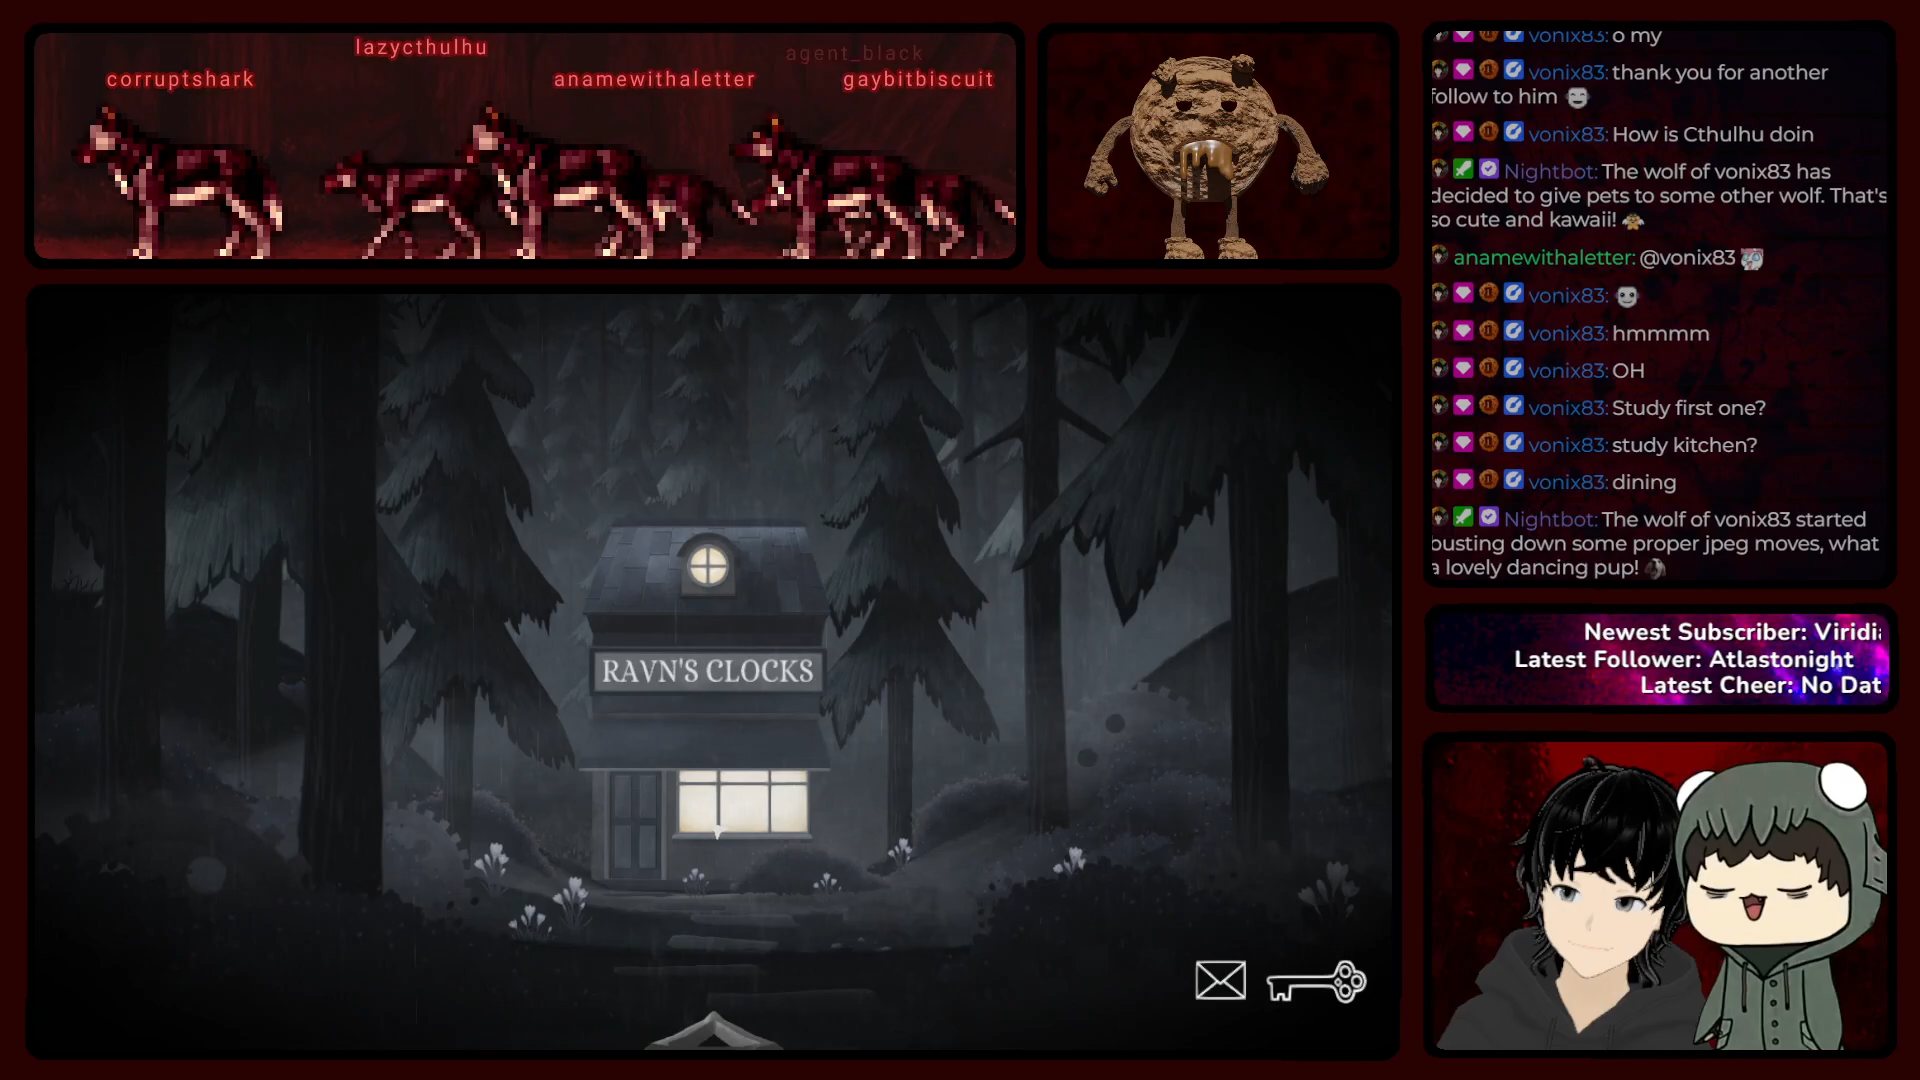 lazycthulhu
agent_black
corruptshark
anamewithaletter
gaybitbiscuit
RAVN'S CLOCKS
vonix83: o my
vonix83: thank you for another
follow to him
vonix83: How is Cthulhu doin
Nightbot: The wolf of vonix83 has
decided to give pets to some other wolf. That's
so cute and kawaii!
anamewithaletter: @vonix83
vonix83:
vonix83: hmmmm
vonix83: OH
vonix83: Study first one?
vonix83: study kitchen?
vonix83: dining
Nightbot: The wolf of vonix83 started
busting down some proper jpeg moves, what
a lovely dancing pup!
Newest Subscriber: Viridi
Latest Follower: Atlastonight
Latest Cheer: No Dat